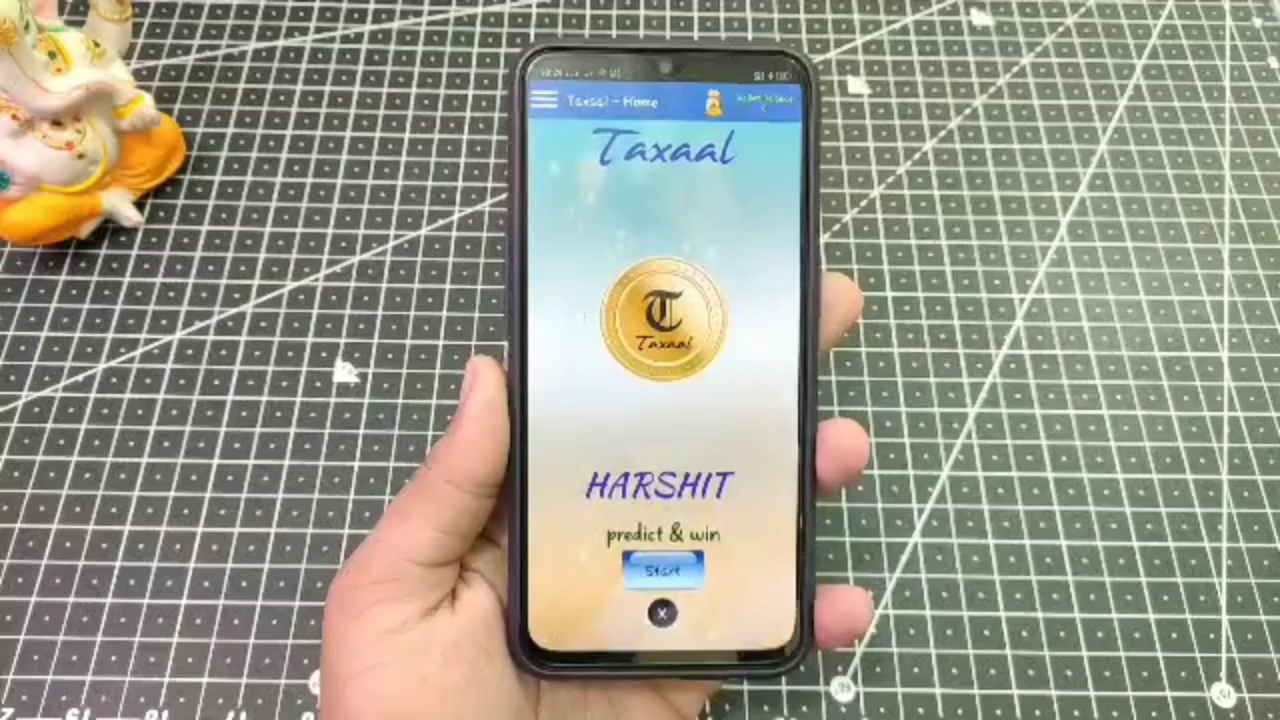 Taxaal - Home
Taxaal
T
Taxaal
HARSHIT
predict & win
Start
X